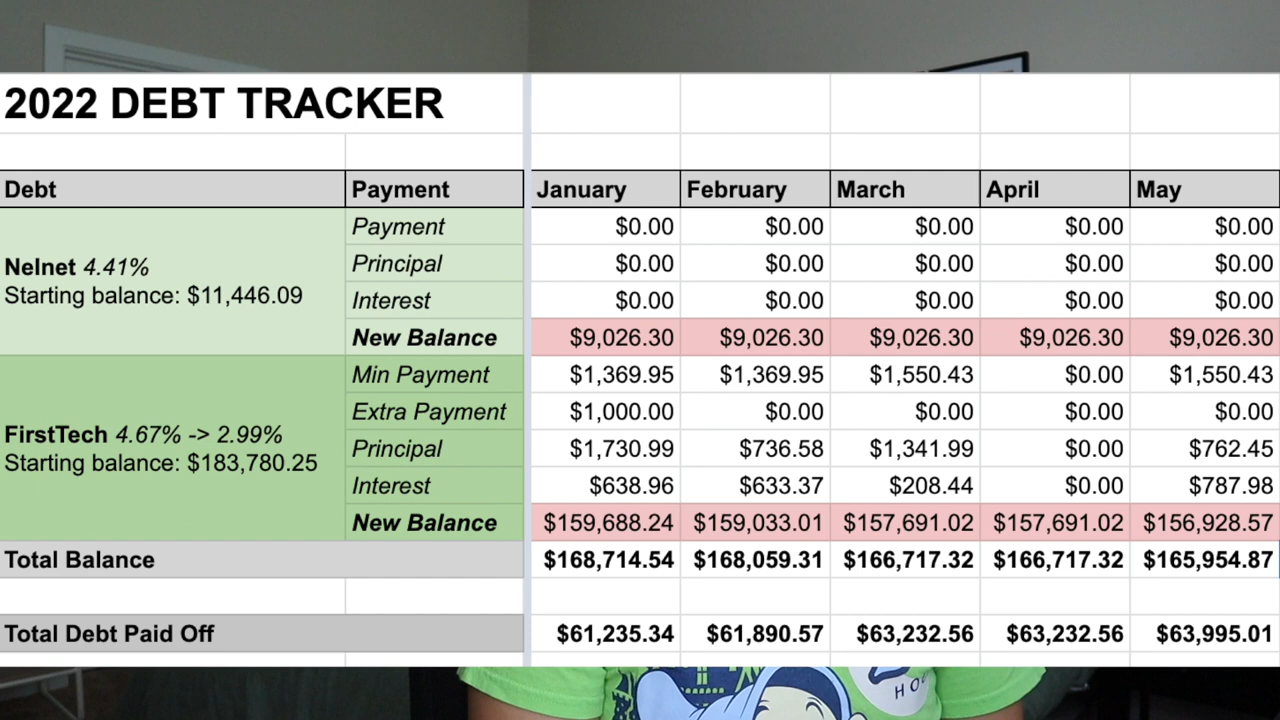 2022 DEBT TRACKER
Debt Payment January February March April May
Nelnet 4.41%
Starting balance: $11,446.09
Payment $0.00 $0.00 $0.00 $0.00 $0.00
Principal $0.00 $0.00 $0.00 $0.00 $0.00
Interest $0.00 $0.00 $0.00 $0.00 $0.00
New Balance $9,026.30 $9,026.30 $9,026.30 $9,026.30 $9,026.30
FirstTech 4.67% -> 2.99%
Starting balance: $183,780.25
Min Payment $1,369.95 $1,369.95 $1,550.43 $0.00 $1,550.43
Extra Payment $1,000.00 $0.00 $0.00 $0.00 $0.00
Principal $1,730.99 $736.58 $1,341.99 $0.00 $762.45
Interest $638.96 $633.37 $208.44 $0.00 $787.98
New Balance $159,688.24 $159,033.01 $157,691.02 $157,691.02 $156,928.57
Total Balance $168,714.54 $168,059.31 $166,717.32 $166,717.32 $165,954.87
Total Debt Paid Off $61,235.34 $61,890.57 $63,232.56 $63,232.56 $63,995.01